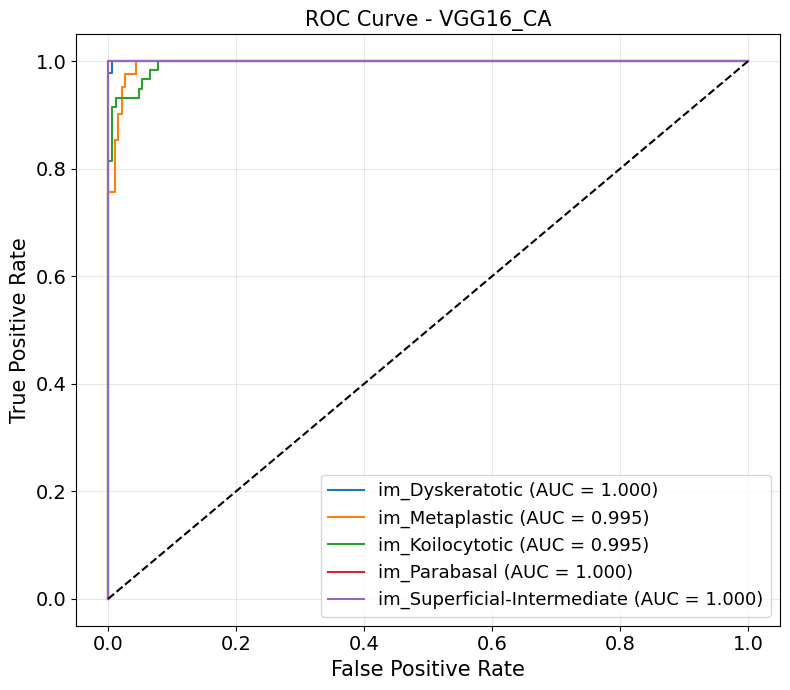 ROC Curve - VGG16_CA
True Positive Rate
1.0
0.8
0.6
0.4
0.2
0.0
im_Dyskeratotic (AUC = 1.000)
im_Metaplastic (AUC = 0.995)
im_Koilocytotic (AUC = 0.995)
im_Parabasal (AUC = 1.000)
im_Superficial-Intermediate (AUC = 1.000)
0.0 0.2 0.4 0.6 0.8 1.0
False Positive Rate